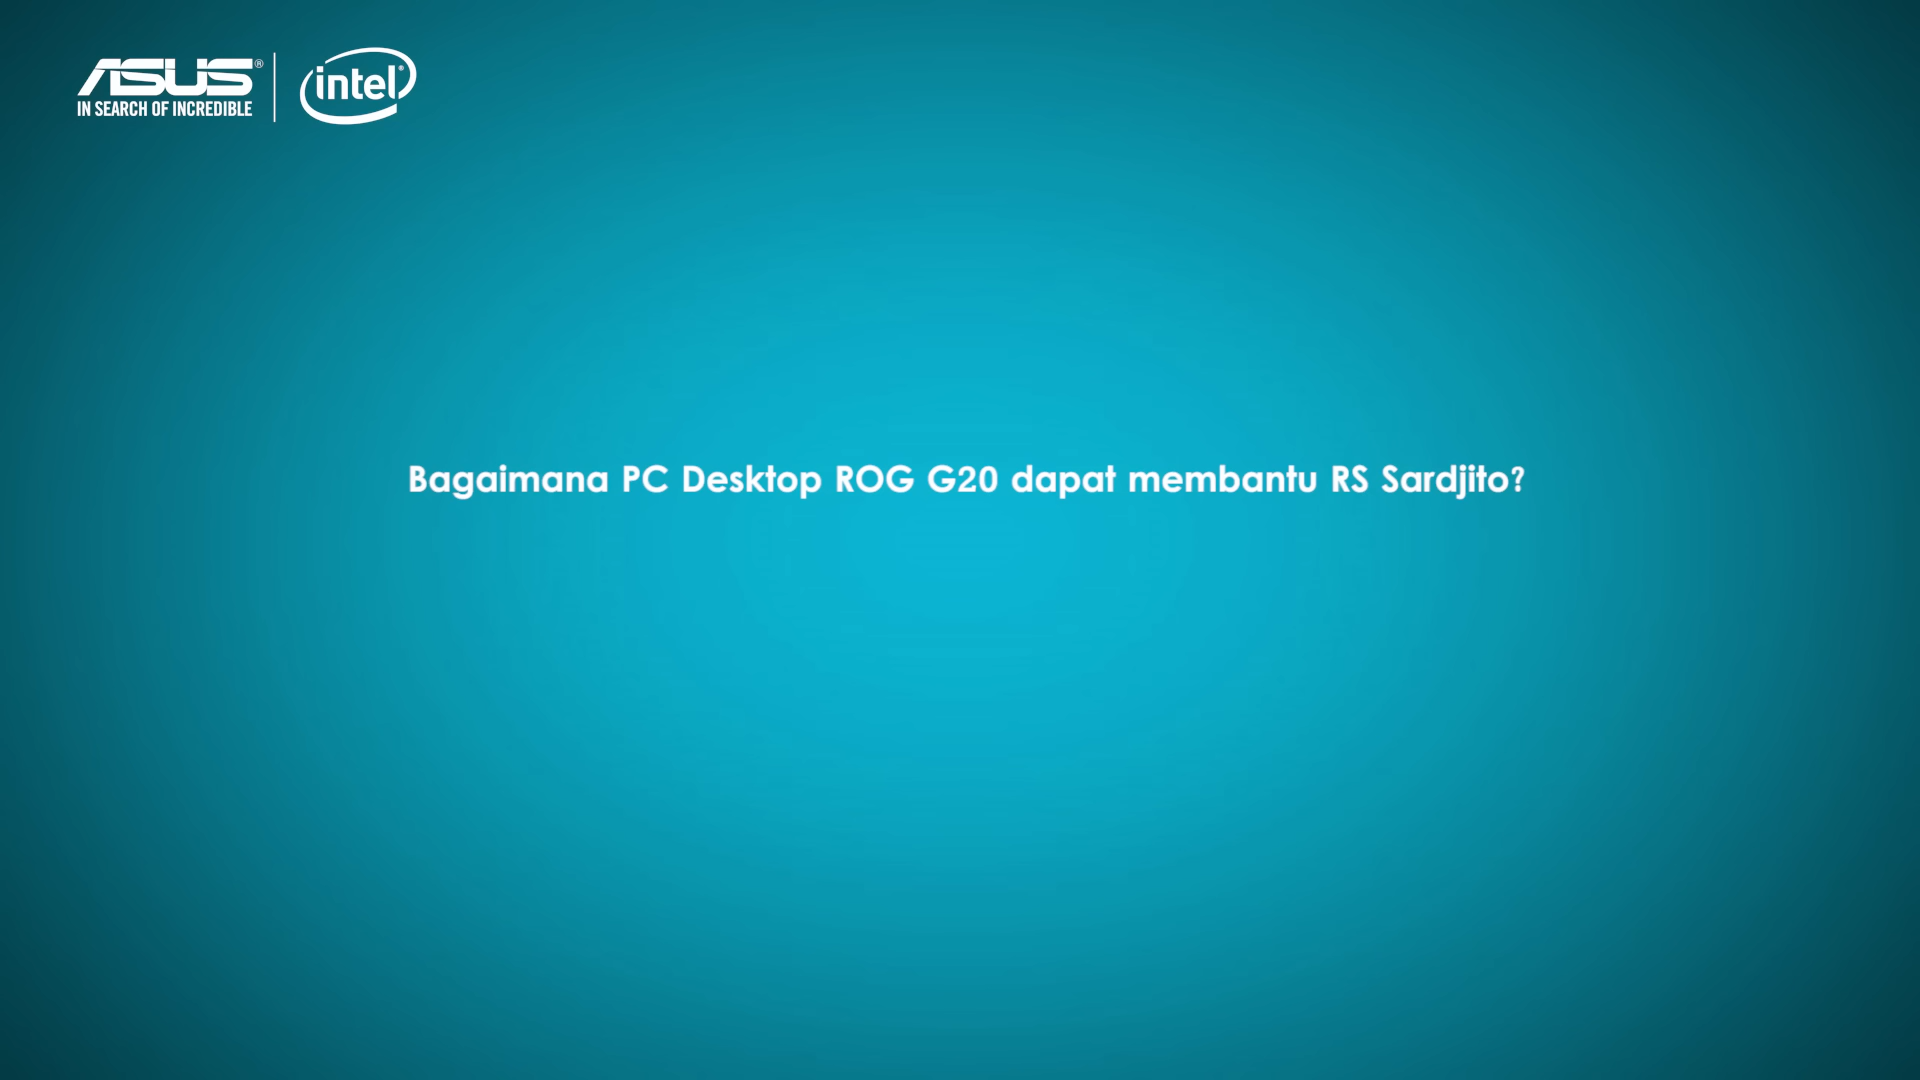 ASUS® intel®
IN SEARCH OF INCREDIBLE
Bagaimana PC Desktop ROG G20 dapat membantu RS Sardjito?